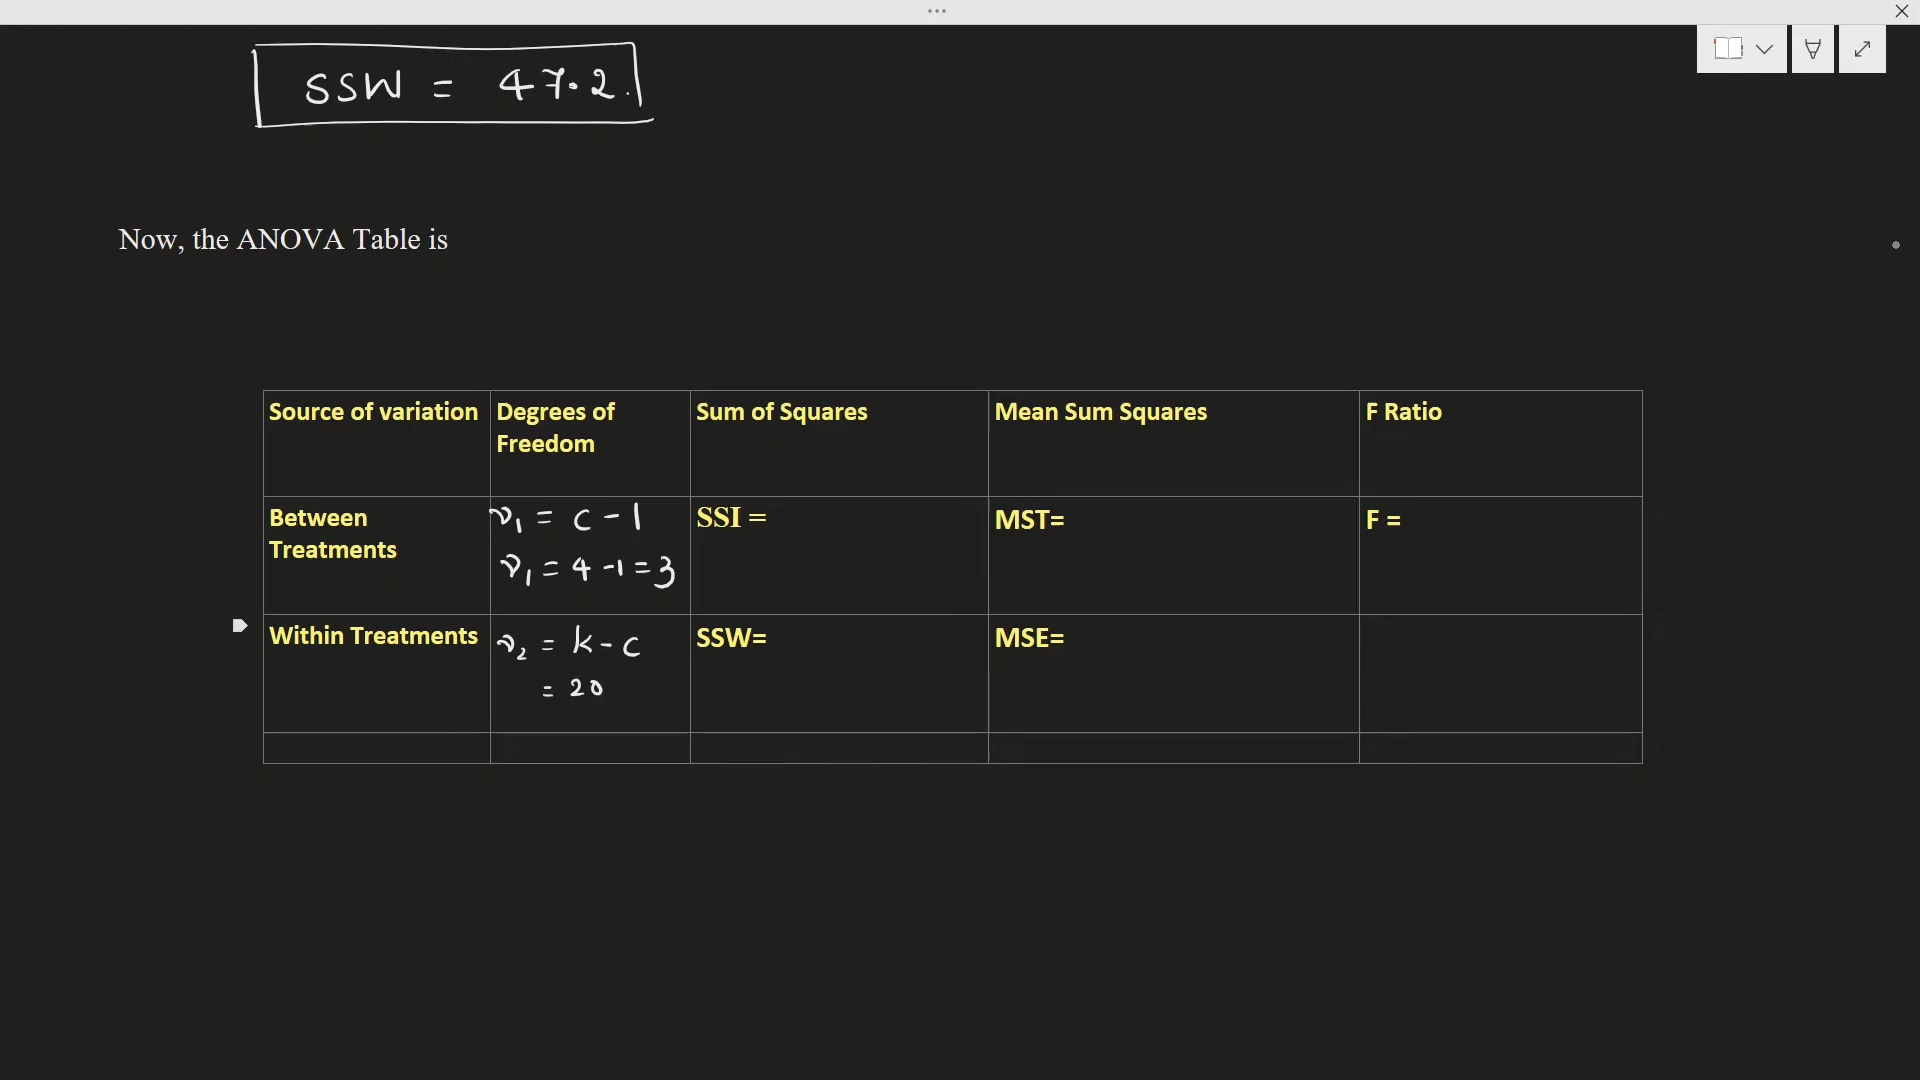 SSW = 47.2
Now, the ANOVA Table is
Source of variation
Degrees of
Freedom
Sum of Squares
Mean Sum Squares
F Ratio
Between
Treatments
ν₁ = c - 1
ν₁ = 4 - 1 = 3
SSI =
MST=
F =
Within Treatments
ν₂ = k - c
= 20
SSW=
MSE=